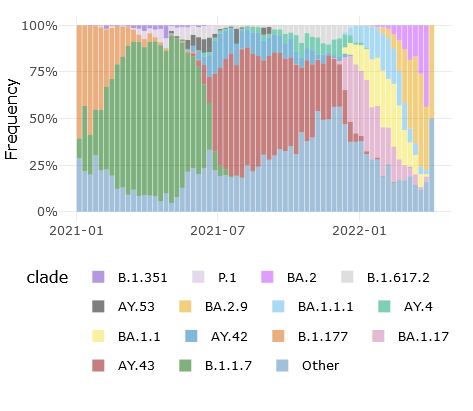 100%
75%
50%
25%
0%
Frequency
2021-01 2021-07 2022-01
clade B.1.351 P.1 BA.2 B.1.617.2
AY.53 BA.2.9 BA.1.1.1 AY.4
BA.1.1 AY.42 B.1.177 BA.1.17
AY.43 B.1.1.7 Other